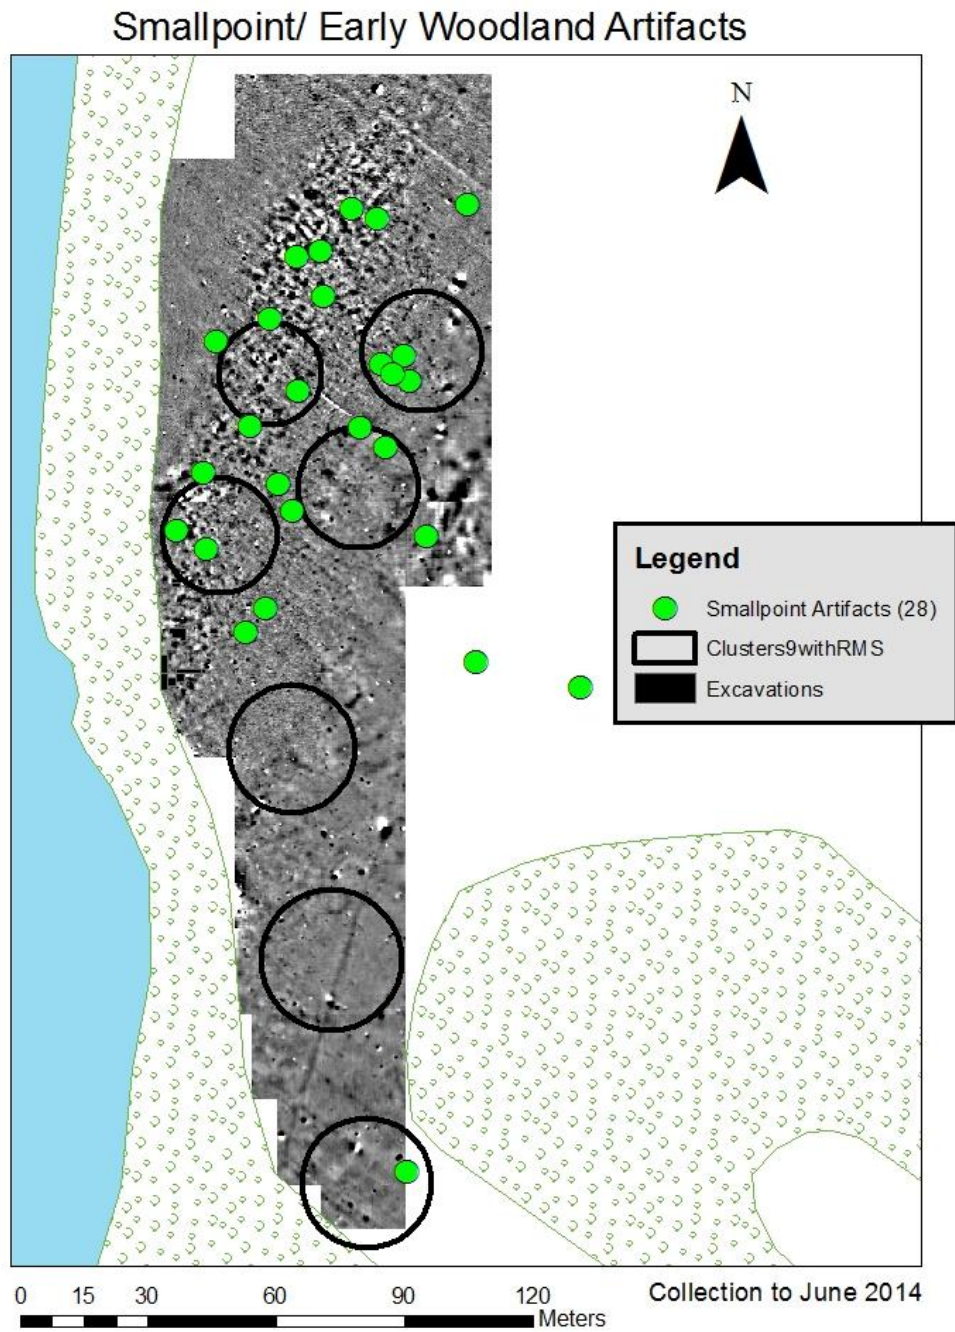 Smallpoint/ Early Woodland Artifacts
N
Legend
Smallpoint Artifacts (28)
Clusters9withRMS
Excavations
Collection to June 2014
0 15 30 60 90 120
Meters